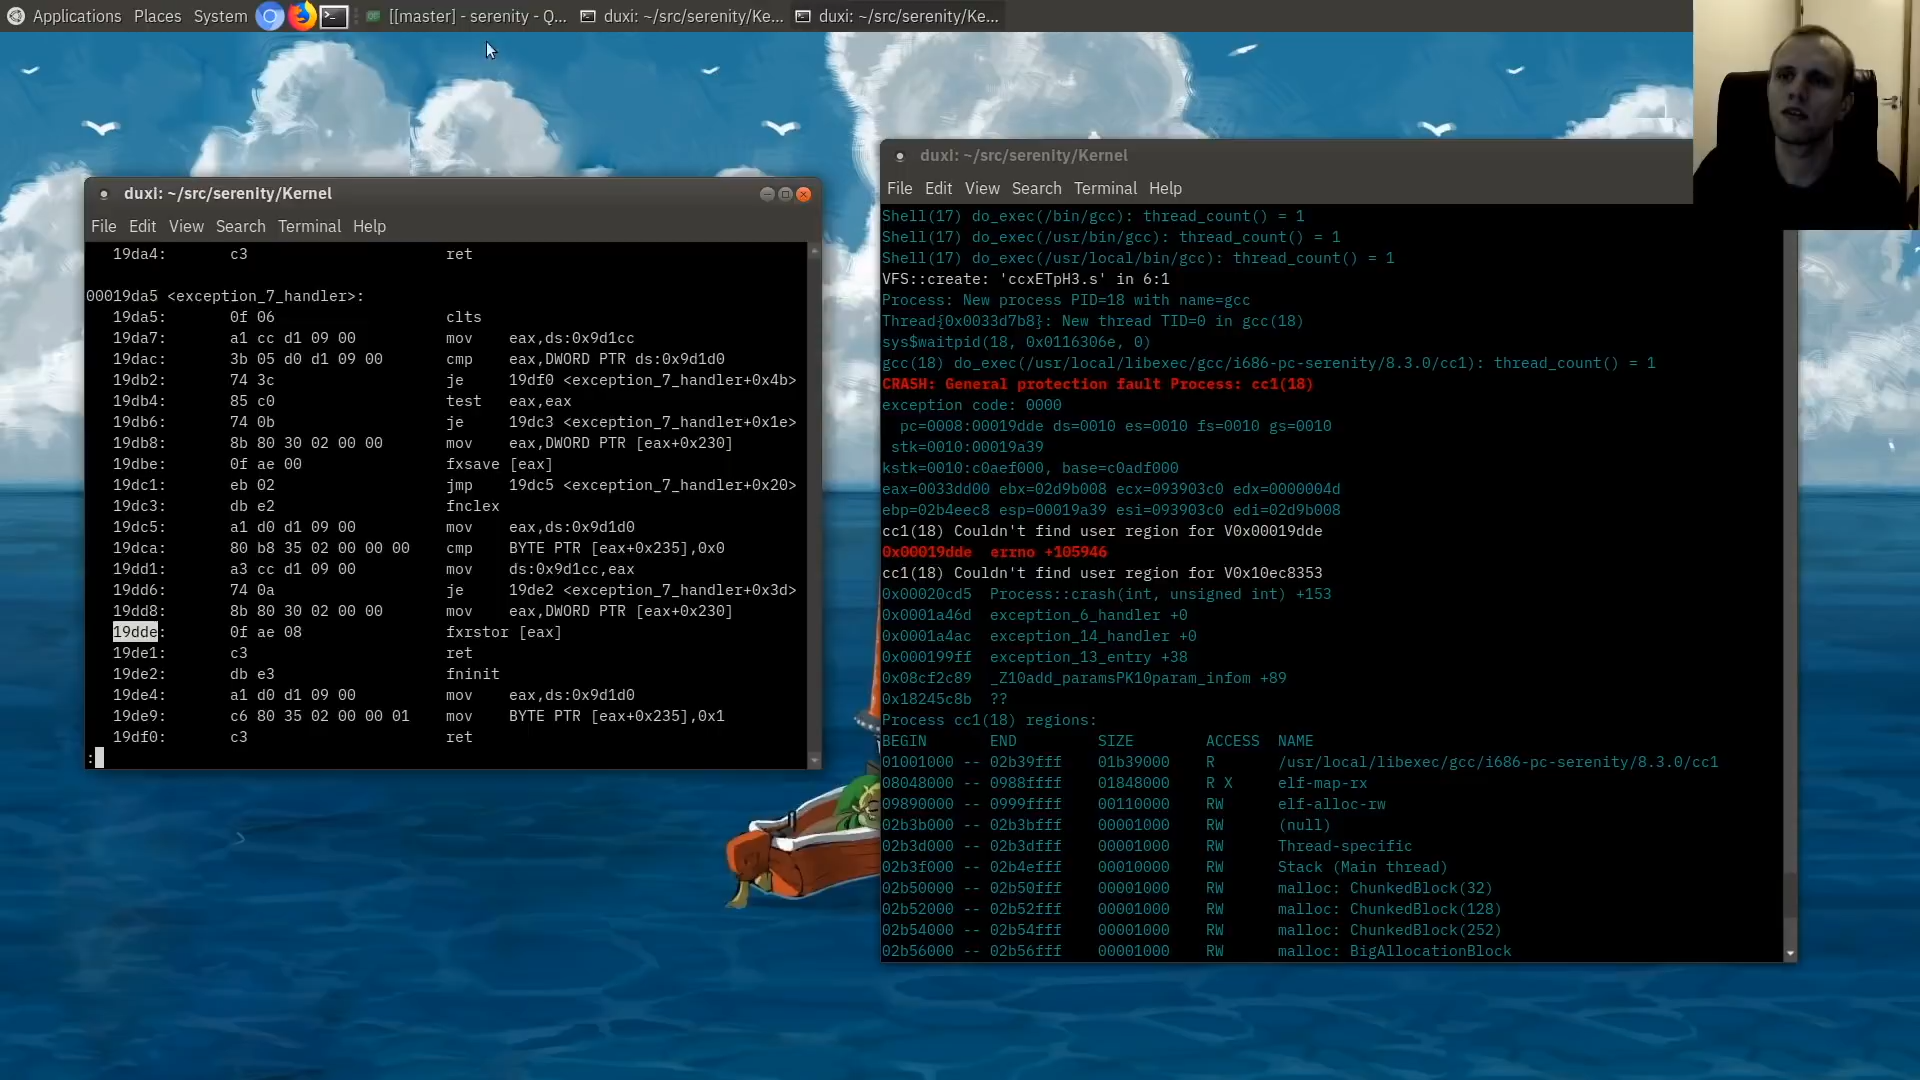 Applications Places System [[master] - serenity - Q... duxi: ~/src/serenity/Ke... duxi: ~/src/serenity/Ke...
duxi: ~/src/serenity/Kernel
File Edit View Search Terminal Help
19da4: c3 ret
00019da5 <exception_7_handler>:
19da5: 0f 06 clts
19da7: a1 cc d1 09 00 mov eax,ds:0x9d1cc
19dac: 3b 05 d0 d1 09 00 cmp eax,DWORD PTR ds:0x9d1d0
19db2: 74 3c je 19df0 <exception_7_handler+0x4b>
19db4: 85 c0 test eax,eax
19db6: 74 0b je 19dc3 <exception_7_handler+0x1e>
19db8: 8b 80 30 02 00 00 mov eax,DWORD PTR [eax+0x230]
19dbe: 0f ae 00 fxsave [eax]
19dc1: eb 02 jmp 19dc5 <exception_7_handler+0x20>
19dc3: db e2 fnclex
19dc5: a1 d0 d1 09 00 mov eax,ds:0x9d1d0
19dca: 80 b8 35 02 00 00 00 cmp BYTE PTR [eax+0x235],0x0
19dd1: a3 cc d1 09 00 mov ds:0x9d1cc,eax
19dd6: 74 0a je 19de2 <exception_7_handler+0x3d>
19dd8: 8b 80 30 02 00 00 mov eax,DWORD PTR [eax+0x230]
19dde: 0f ae 08 fxrstor [eax]
19de1: c3 ret
19de2: db e3 fninit
19de4: a1 d0 d1 09 00 mov eax,ds:0x9d1d0
19de9: c6 80 35 02 00 00 01 mov BYTE PTR [eax+0x235],0x1
19df0: c3 ret
:
duxi: ~/src/serenity/Kernel
File Edit View Search Terminal Help
Shell(17) do_exec(/bin/gcc): thread_count() = 1
Shell(17) do_exec(/usr/bin/gcc): thread_count() = 1
Shell(17) do_exec(/usr/local/bin/gcc): thread_count() = 1
VFS::create: 'ccxETpH3.s' in 6:1
Process: New process PID=18 with name=gcc
Thread{0x0033d7b8}: New thread TID=0 in gcc(18)
sys$waitpid(18, 0x0116306e, 0)
gcc(18) do_exec(/usr/local/libexec/gcc/i686-pc-serenity/8.3.0/cc1): thread_count() = 1
CRASH: General protection fault Process: cc1(18)
exception code: 0000
pc=0008:00019dde ds=0010 es=0010 fs=0010 gs=0010
stk=0010:00019a39
kstk=0010:c0aef000, base=c0adf000
eax=0033dd00 ebx=02d9b008 ecx=093903c0 edx=0000004d
ebp=02b4eec8 esp=00019a39 esi=093903c0 edi=02d9b008
cc1(18) Couldn't find user region for V0x00019dde
0x00019dde errno +105946
cc1(18) Couldn't find user region for V0x10ec8353
0x00020cd5 Process::crash(int, unsigned int) +153
0x0001a46d exception_6_handler +0
0x0001a4ac exception_14_handler +0
0x000199ff exception_13_entry +38
0x08cf2c89 _Z10add_paramsPK10param_infom +89
0x18245c8b ??
Process cc1(18) regions:
BEGIN END SIZE ACCESS NAME
01001000 -- 02b39fff 01b39000 R /usr/local/libexec/gcc/i686-pc-serenity/8.3.0/cc1
08048000 -- 0988ffff 01848000 R X elf-map-rx
09890000 -- 0999ffff 00110000 RW elf-alloc-rw
02b3b000 -- 02b3bfff 00001000 RW (null)
02b3d000 -- 02b3dfff 00001000 RW Thread-specific
02b3f000 -- 02b4efff 00010000 RW Stack (Main thread)
02b50000 -- 02b50fff 00001000 RW malloc: ChunkedBlock(32)
02b52000 -- 02b52fff 00001000 RW malloc: ChunkedBlock(128)
02b54000 -- 02b54fff 00001000 RW malloc: ChunkedBlock(252)
02b56000 -- 02b56fff 00001000 RW malloc: BigAllocationBlock